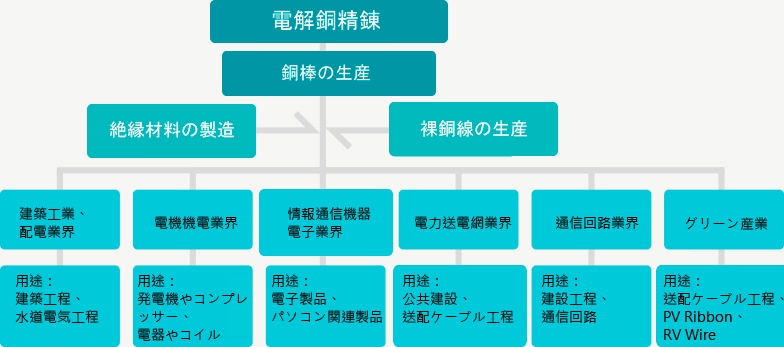 電解銅精錬
銅棒の生産
絶縁材料の製造
裸銅線の生産
建築工業、
配電業界
電機機電業界
情報通信機器
電子業界
電力送電網業界
通信回路業界
グリーン産業
用途：
建築工程、
水道電気工程
用途：
発電機やコンプレ
ッサー、
電器やコイル
用途：
電子製品、
パソコン関連製品
用途：
公共建設、
送配ケーブル工程
用途：
建設工程、
通信回路
用途：
送配ケーブル工程、
PV Ribbon、
RV Wire